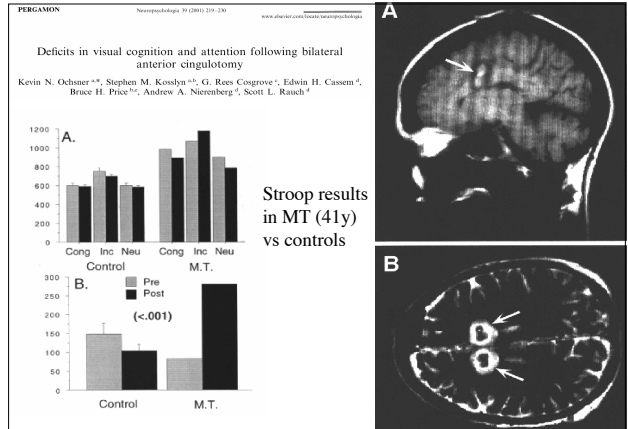 PERGAMON
Neuropsychologia 39 (2001) 219–230
www.elsevier.com/locate/neuropsychologia
Deficits in visual cognition and attention following bilateral
anterior cingulotomy
Kevin N. Ochsner a,*, Stephen M. Kosslyn a,b, G. Rees Cosgrove c, Edwin H. Cassem d,
Bruce H. Price b,e, Andrew A. Nierenberg d, Scott L. Rauch d
A.
1200
1000
800
600
400
200
0
Cong Inc Neu Cong Inc Neu
Control M.T.
B.
Pre
Post
(<.001)
300
250
200
150
100
50
0
Control M.T.
Stroop results
in MT (41y)
vs controls
A
B